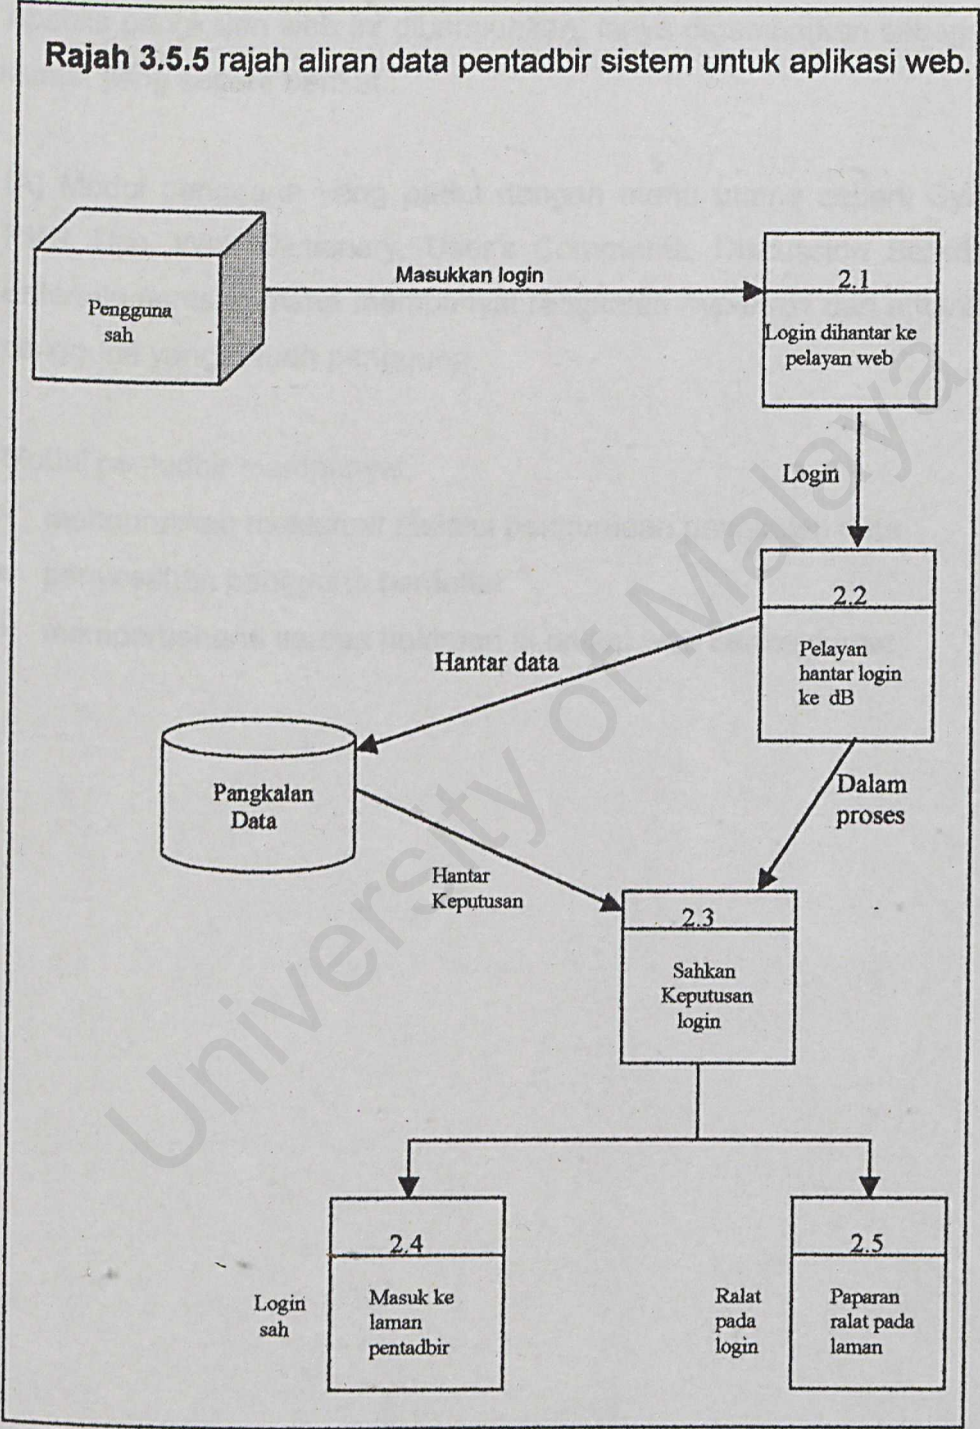 Rajah 3.5.5 rajah aliran data pentadbir sistem untuk aplikasi web.
Pengguna
sah
Masukkan login
2.1
Login dihantar ke
pelayan web
Login
2.2
Pelayan
hantar login
ke dB
Hantar data
Pangkalan
Data
Dalam
proses
Hantar
Keputusan
2.3
Sahkan
Keputusan
login
Login
sah
2.4
Masuk ke
laman
pentadbir
Ralat
pada
login
2.5
Paparan
ralat pada
laman
University of Malaya